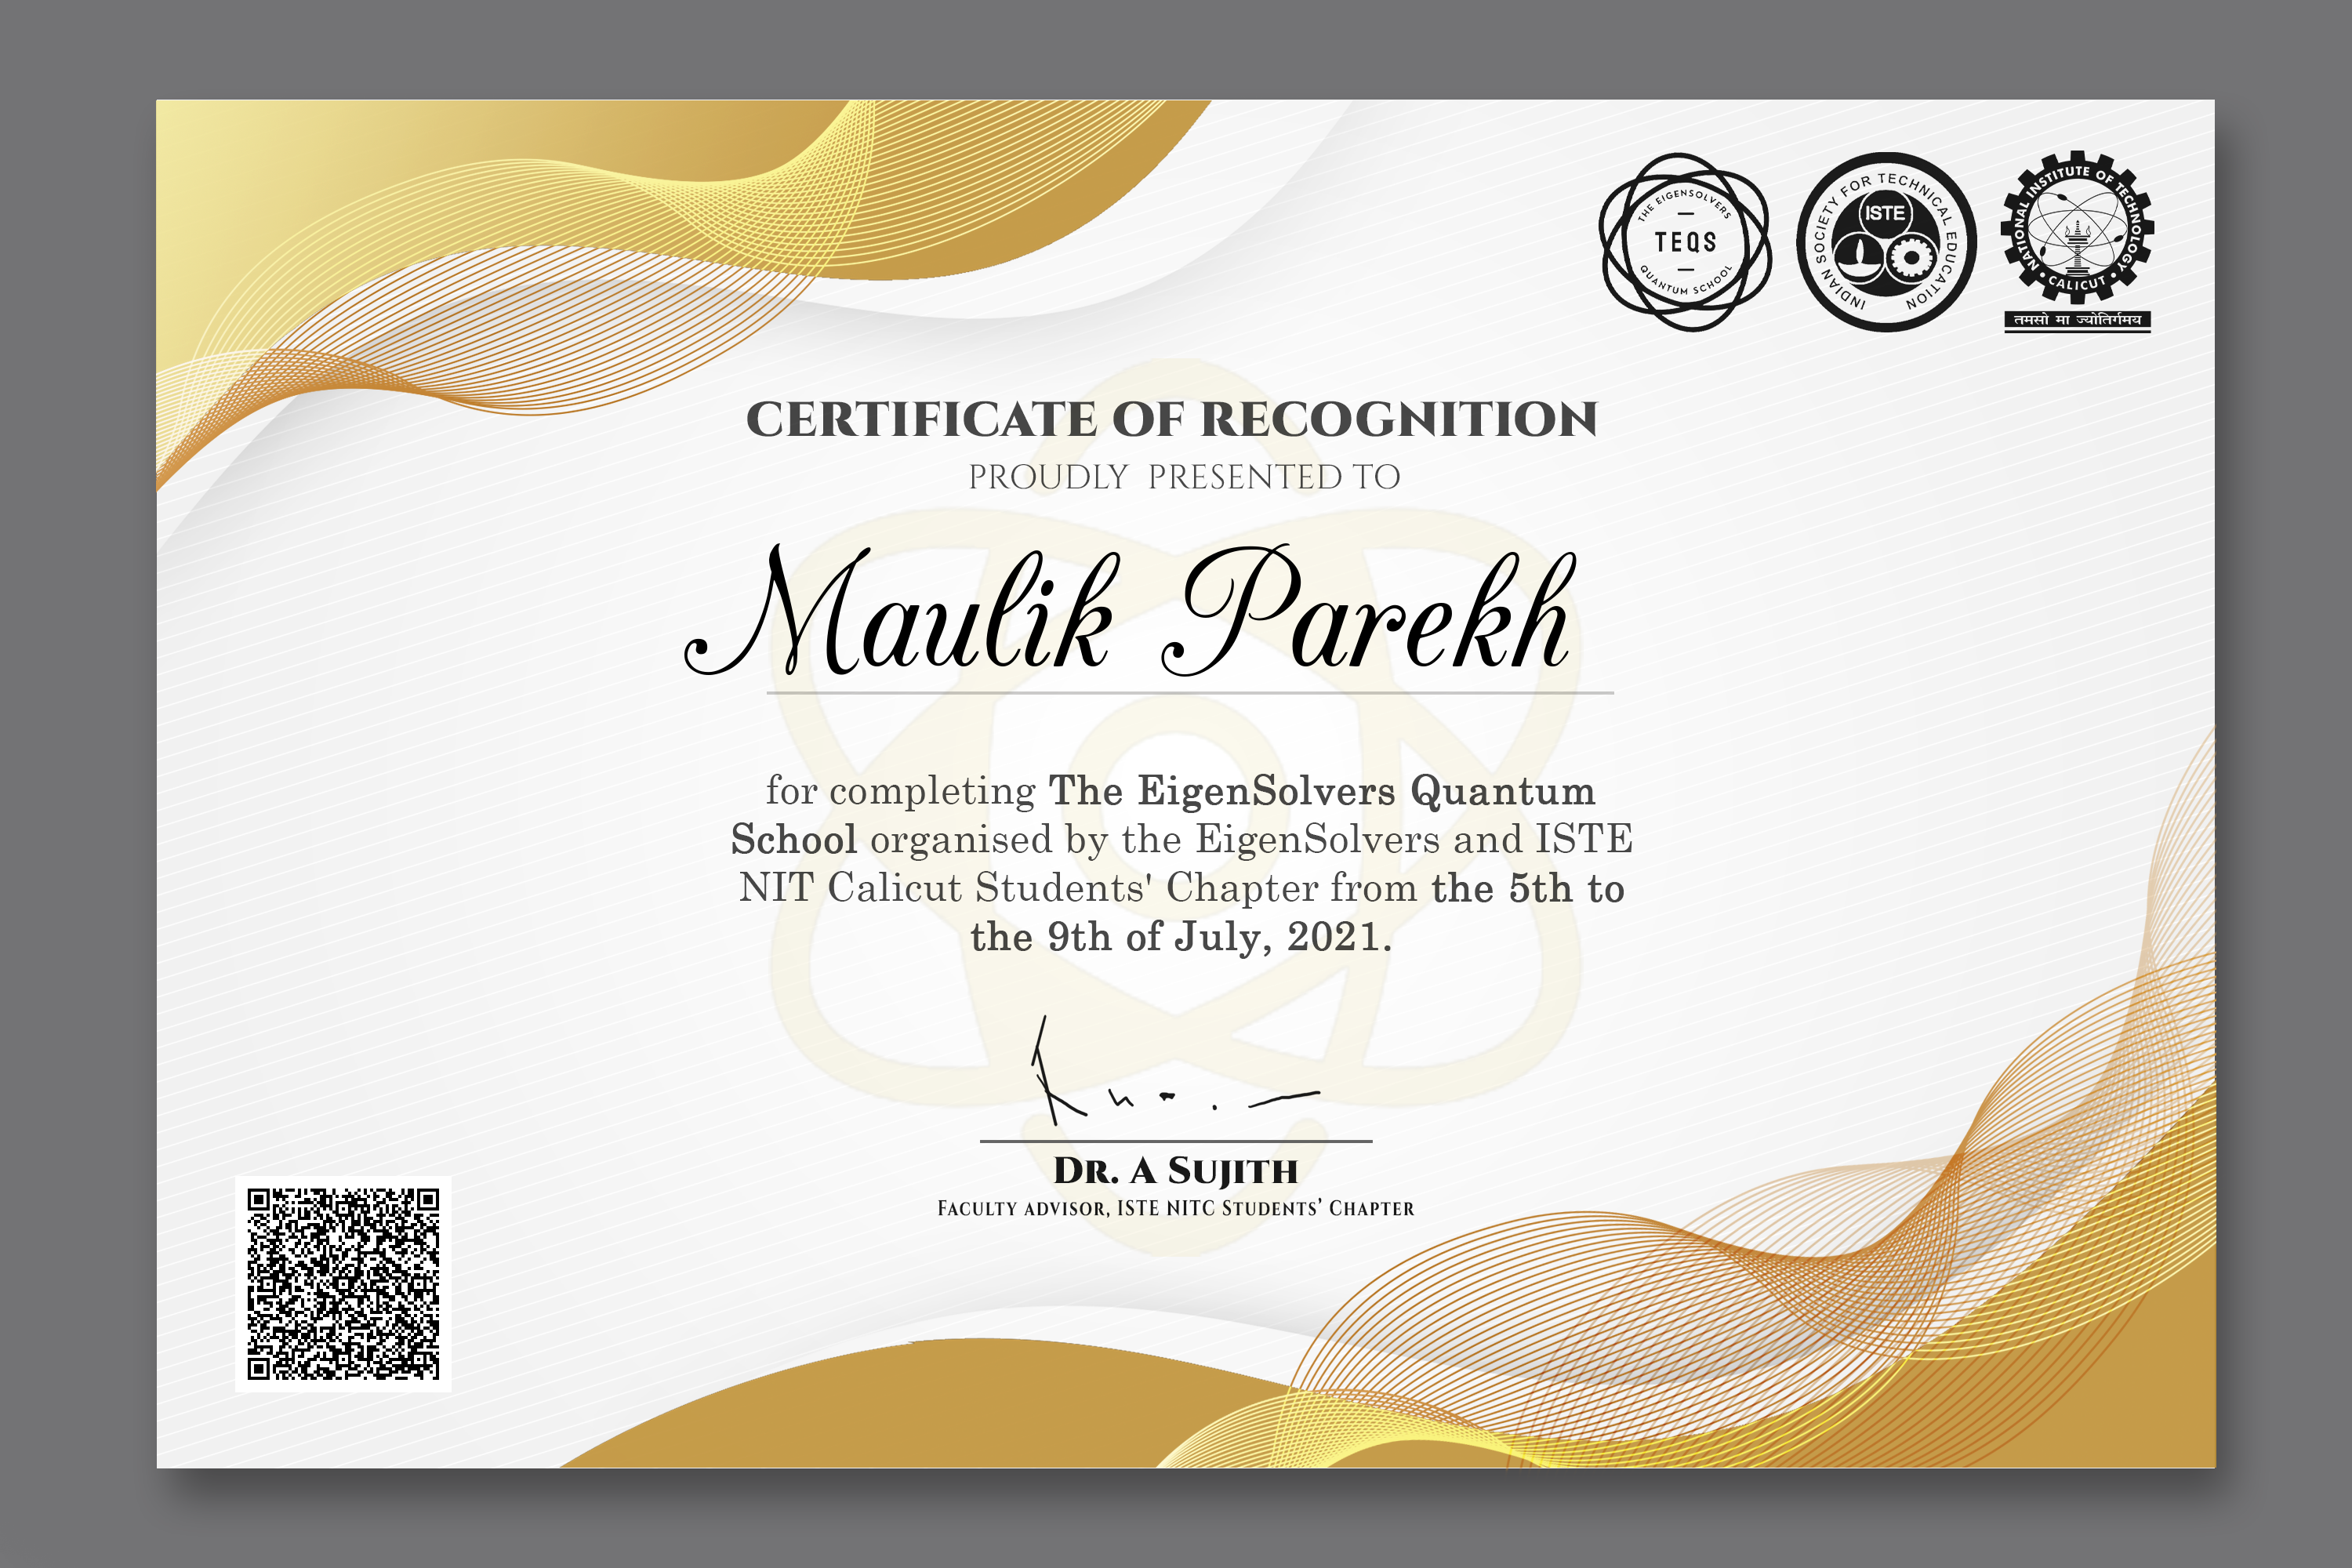 THE EIGENSOLVERS
TEQS
QUANTUM SCHOOL
INDIAN SOCIETY FOR TECHNICAL EDUCATION
ISTE
NATIONAL INSTITUTE OF TECHNOLOGY
• CALICUT •
तमसो मा ज्योतिर्गमय
CERTIFICATE OF RECOGNITION
PROUDLY PRESENTED TO
Maulik Parekh
for completing The EigenSolvers Quantum
School organised by the EigenSolvers and ISTE
NIT Calicut Students' Chapter from the 5th to
the 9th of July, 2021.
DR. A SUJITH
FACULTY ADVISOR, ISTE NITC STUDENTS' CHAPTER